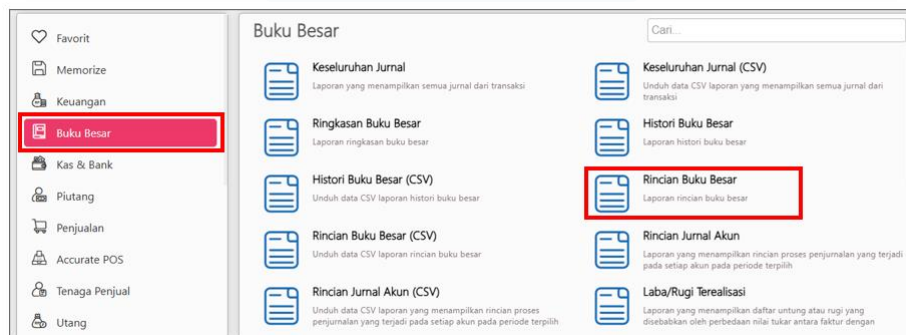 Favorit
Memorize
Keuangan
Buku Besar
Kas & Bank
Piutang
Penjualan
Accurate POS
Tenaga Penjual
Utang
Buku Besar
Cari...
Keseluruhan Jurnal
Laporan yang menampilkan semua jurnal dari transaksi
Keseluruhan Jurnal (CSV)
Unduh data CSV laporan yang menampilkan semua jurnal dari
transaksi
Ringkasan Buku Besar
Laporan ringkasan buku besar
Histori Buku Besar
Laporan histori buku besar
Histori Buku Besar (CSV)
Unduh data CSV laporan histori buku besar
Rincian Buku Besar
Laporan rincian buku besar
Rincian Buku Besar (CSV)
Unduh data CSV laporan rincian buku besar
Rincian Jurnal Akun
Laporan yang menampilkan rincian proses penjurnalan yang terjadi
pada setiap akun pada periode terpilih
Rincian Jurnal Akun (CSV)
Unduh data CSV laporan yang menampilkan rincian proses
penjurnalan yang terjadi pada setiap akun pada periode terpilih
Laba/Rugi Terealisasi
Laporan yang menampilkan daftar untung atau rugi yang
disebabkan oleh perbedaan nilai tukar antara faktur dengan